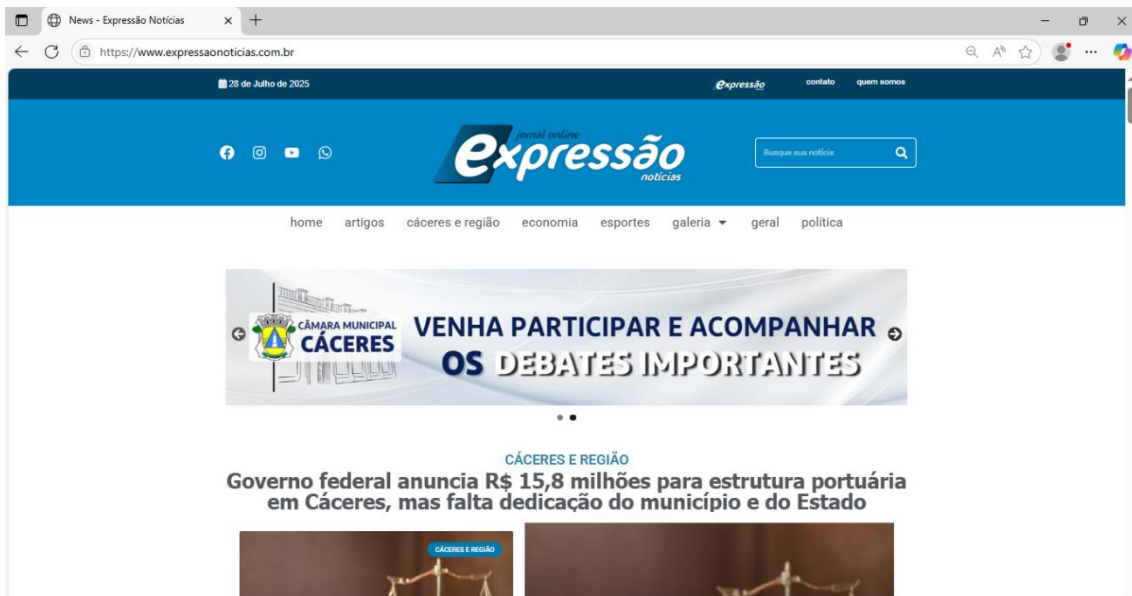 News - Expressão Notícias
https://www.expressaonoticias.com.br
28 de Julho de 2025
expressão
contato
quem somos
jornal online
expressão
notícias
Busque sua notícia
home artigos cáceres e região economia esportes galeria geral política
CÂMARA MUNICIPAL
CÁCERES
VENHA PARTICIPAR E ACOMPANHAR
OS DEBATES IMPORTANTES
CÁCERES E REGIÃO
Governo federal anuncia R$ 15,8 milhões para estrutura portuária
em Cáceres, mas falta dedicação do município e do Estado
CÁCERES E REGIÃO